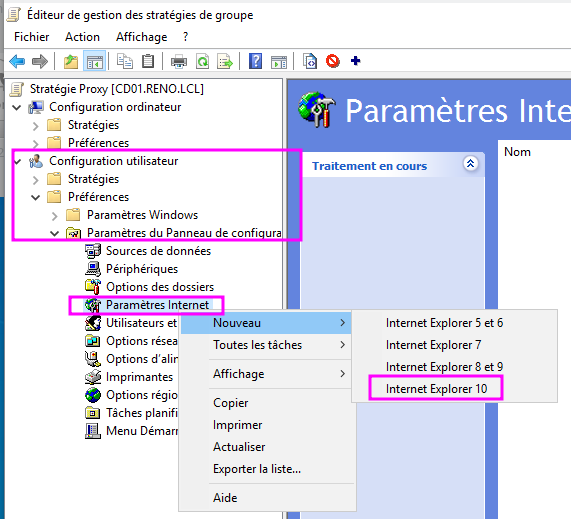 Éditeur de gestion des stratégies de groupe
Fichier Action Affichage ?
Stratégie Proxy [CD01.RENO.LCL]
Configuration ordinateur
Stratégies
Préférences
Configuration utilisateur
Stratégies
Préférences
Paramètres Windows
Paramètres du Panneau de configura
Sources de données
Périphériques
Options des dossiers
Paramètres Internet
Utilisateurs et
Options résea
Options d'alin
Imprimantes
Options régio
Tâches planifi
Menu Démarr
Nouveau
Toutes les tâches
Affichage
Copier
Imprimer
Actualiser
Exporter la liste...
Aide
Internet Explorer 5 et 6
Internet Explorer 7
Internet Explorer 8 et 9
Internet Explorer 10
Paramètres Inte
Traitement en cours
Nom